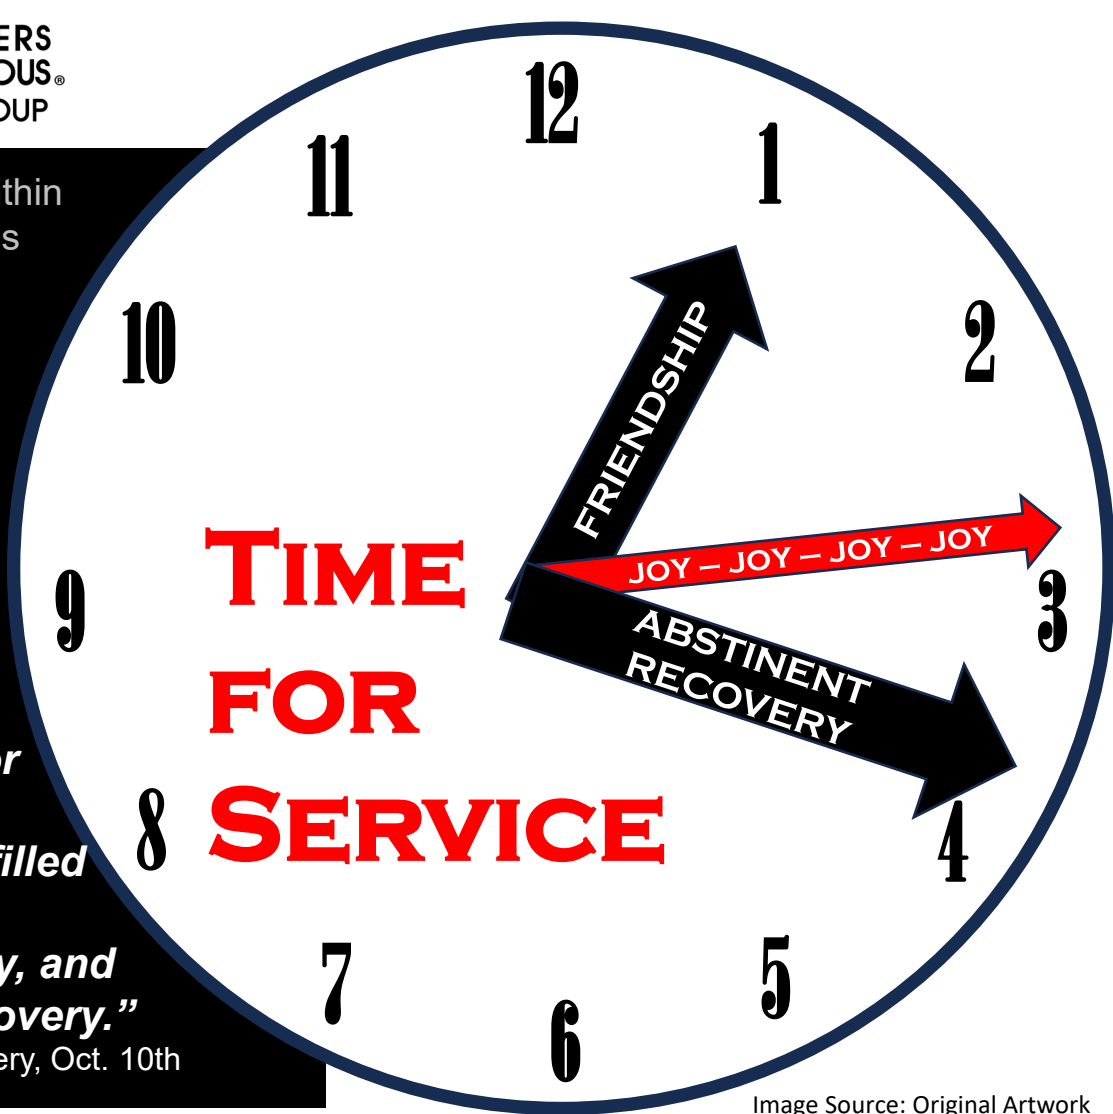 ERS
OUS®
OUP
thin
s
r
filled
y, and
overy.”
ery, Oct. 10th
12
11
1
10
2
9
3
8
4
7
5
6
FRIENDSHIP
JOY – JOY – JOY – JOY
ABSTINENT
RECOVERY
TIME
FOR
SERVICE
Image Source: Original Artwork